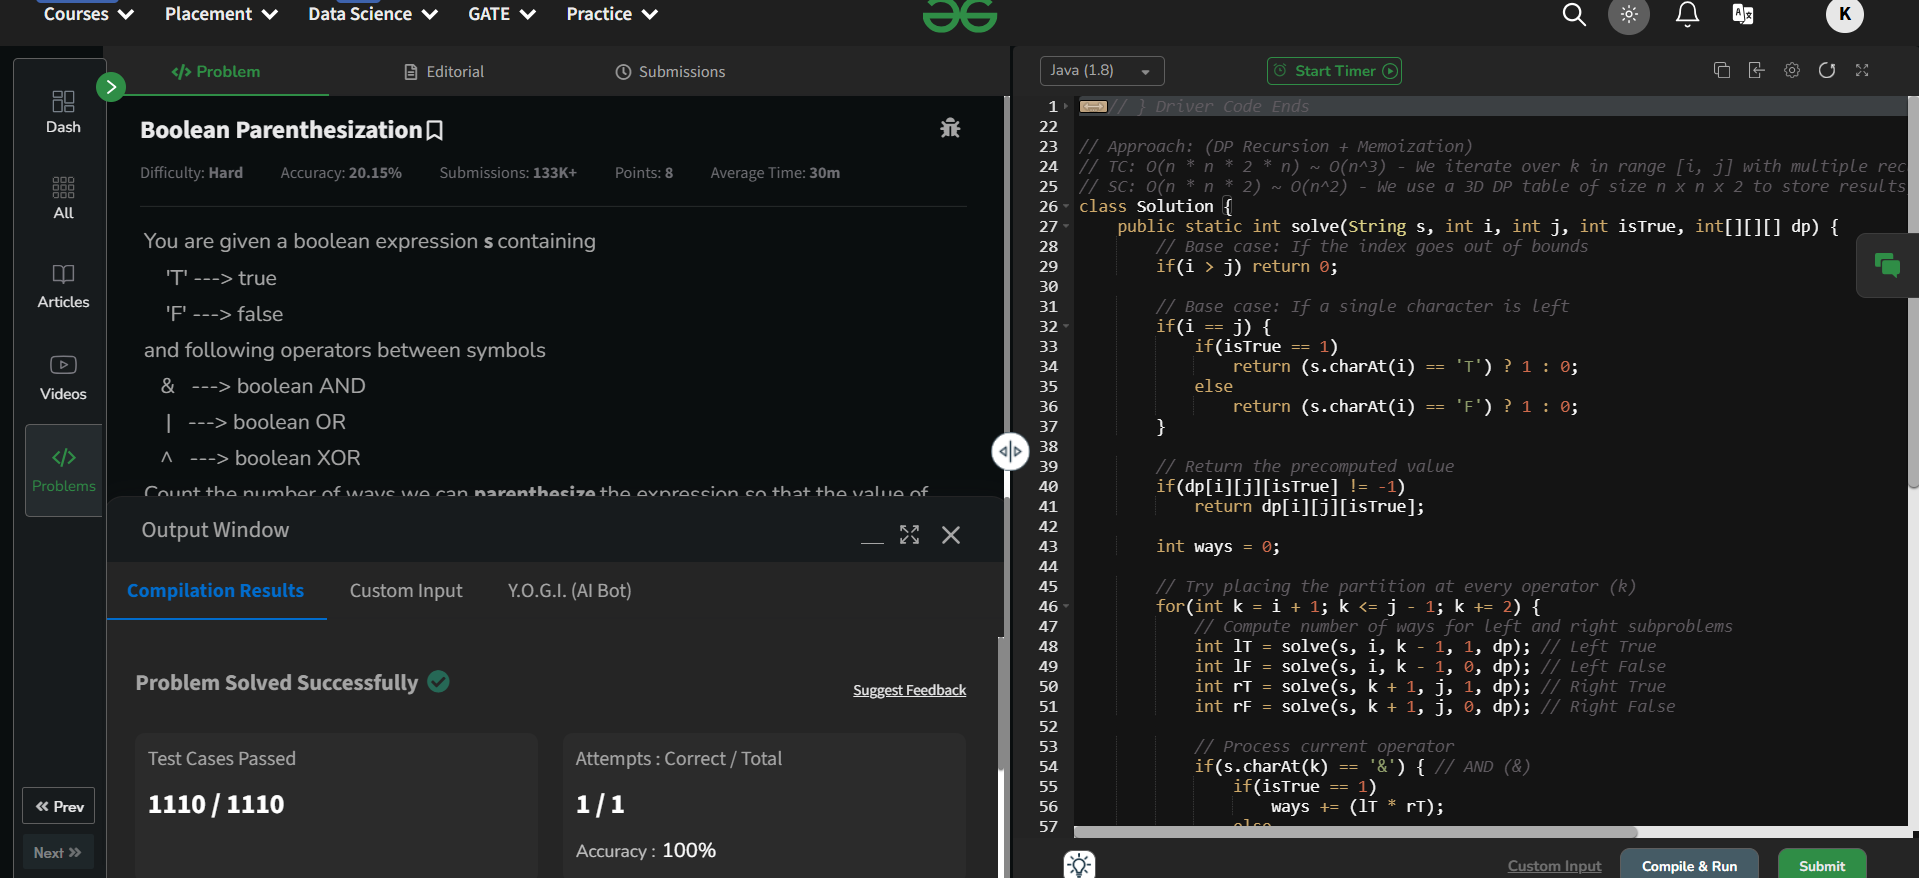 Courses
Placement
Data Science
GATE
Practice
K
Dash
All
Articles
Videos
Problems
Prev
Next
Problem
Editorial
Submissions
Boolean Parenthesization
Difficulty: Hard Accuracy: 20.15% Submissions: 133K+ Points: 8 Average Time: 30m
You are given a boolean expression s containing
'T' ---> true
'F' ---> false
and following operators between symbols
& ---> boolean AND
| ---> boolean OR
^ ---> boolean XOR
Count the number of ways we can parenthesize the expression so that the value of
Output Window
Compilation Results
Custom Input
Y.O.G.I. (AI Bot)
Problem Solved Successfully
Suggest Feedback
Test Cases Passed
1110 / 1110
Attempts : Correct / Total
1 / 1
Accuracy : 100%
Java (1.8)
Start Timer
1 // } Driver Code Ends
22
23 // Approach: (DP Recursion + Memoization)
24 // TC: O(n * n * 2 * n) ~ O(n^3) - We iterate over k in range [i, j] with multiple rec
25 // SC: O(n * n * 2) ~ O(n^2) - We use a 3D DP table of size n x n x 2 to store results
26 class Solution {
27 public static int solve(String s, int i, int j, int isTrue, int[][][] dp) {
28 // Base case: If the index goes out of bounds
29 if(i > j) return 0;
30
31 // Base case: If a single character is left
32 if(i == j) {
33 if(isTrue == 1)
34 return (s.charAt(i) == 'T') ? 1 : 0;
35 else
36 return (s.charAt(i) == 'F') ? 1 : 0;
37 }
38
39 // Return the precomputed value
40 if(dp[i][j][isTrue] != -1)
41 return dp[i][j][isTrue];
42
43 int ways = 0;
44
45 // Try placing the partition at every operator (k)
46 for(int k = i + 1; k <= j - 1; k += 2) {
47 // Compute number of ways for left and right subproblems
48 int lT = solve(s, i, k - 1, 1, dp); // Left True
49 int lF = solve(s, i, k - 1, 0, dp); // Left False
50 int rT = solve(s, k + 1, j, 1, dp); // Right True
51 int rF = solve(s, k + 1, j, 0, dp); // Right False
52
53 // Process current operator
54 if(s.charAt(k) == '&') { // AND (&)
55 if(isTrue == 1)
56 ways += (lT * rT);
57 else
Custom Input
Compile & Run
Submit